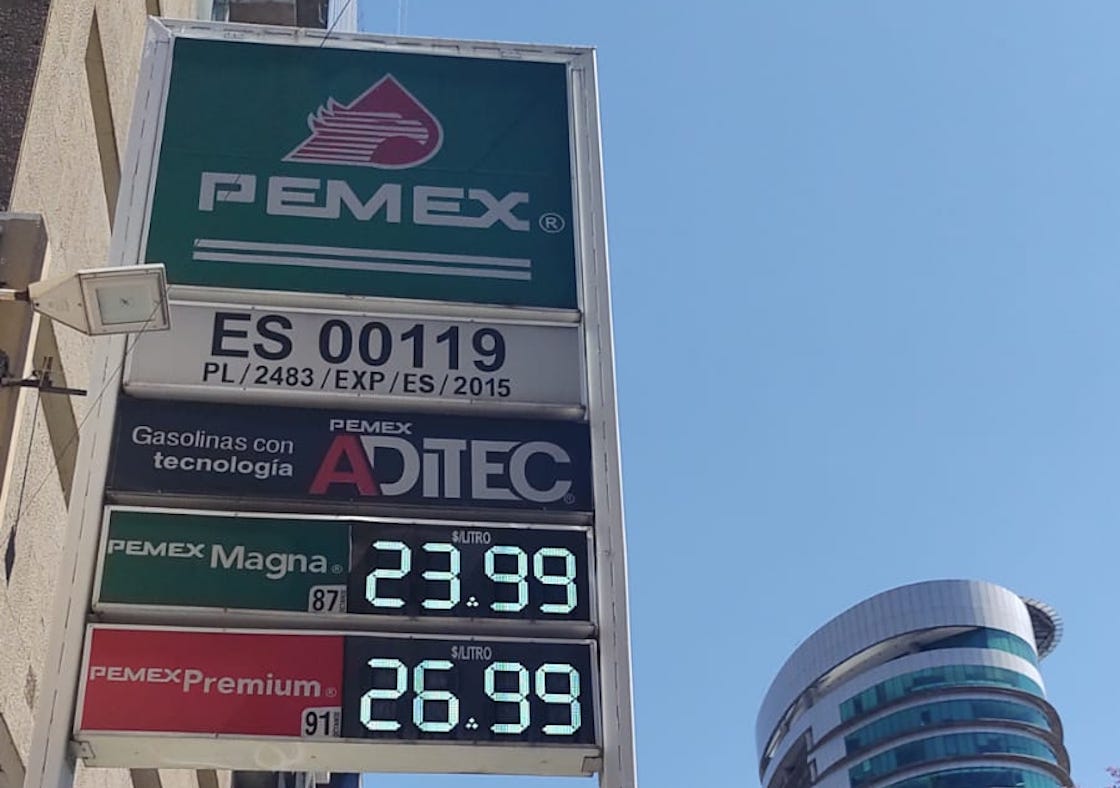 PEMEX®
ES 00119
PL/2483/EXP/ES/2015
Gasolinas con
tecnología
PEMEX
ADiTEC®
PEMEX Magna®
87
$/LITRO
23.99
PEMEX Premium®
91
$/LITRO
26.99